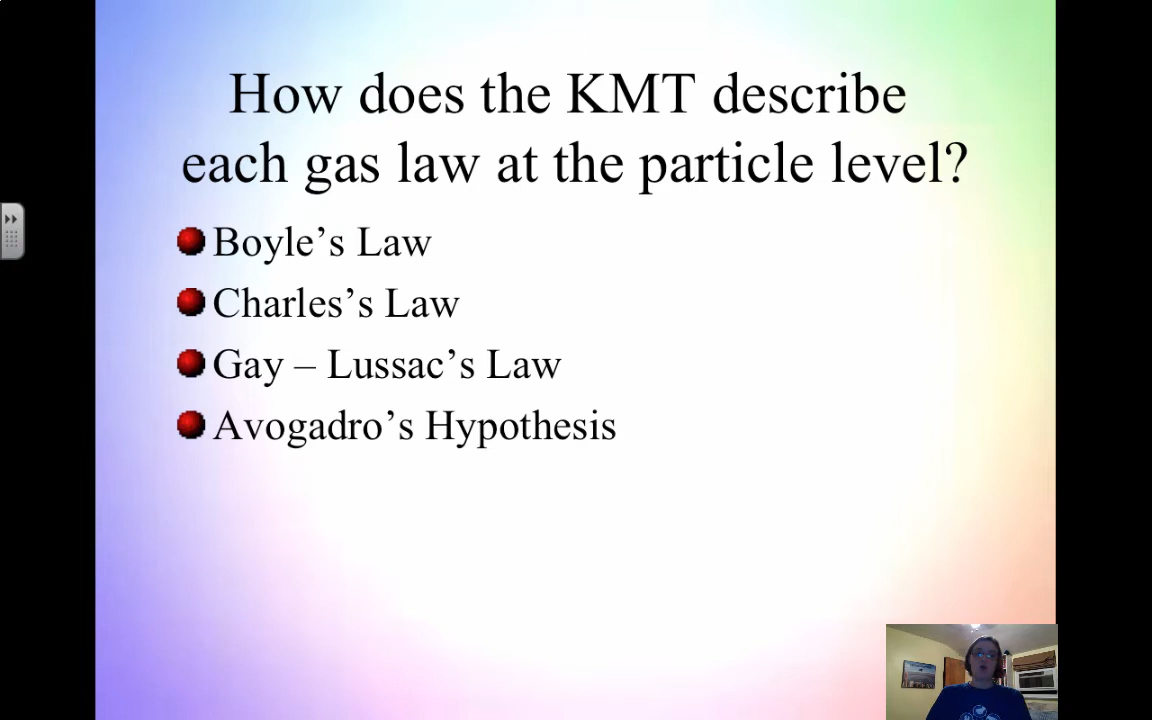 How does the KMT describe
each gas law at the particle level?
Boyle’s Law
Charles’s Law
Gay – Lussac’s Law
Avogadro’s Hypothesis